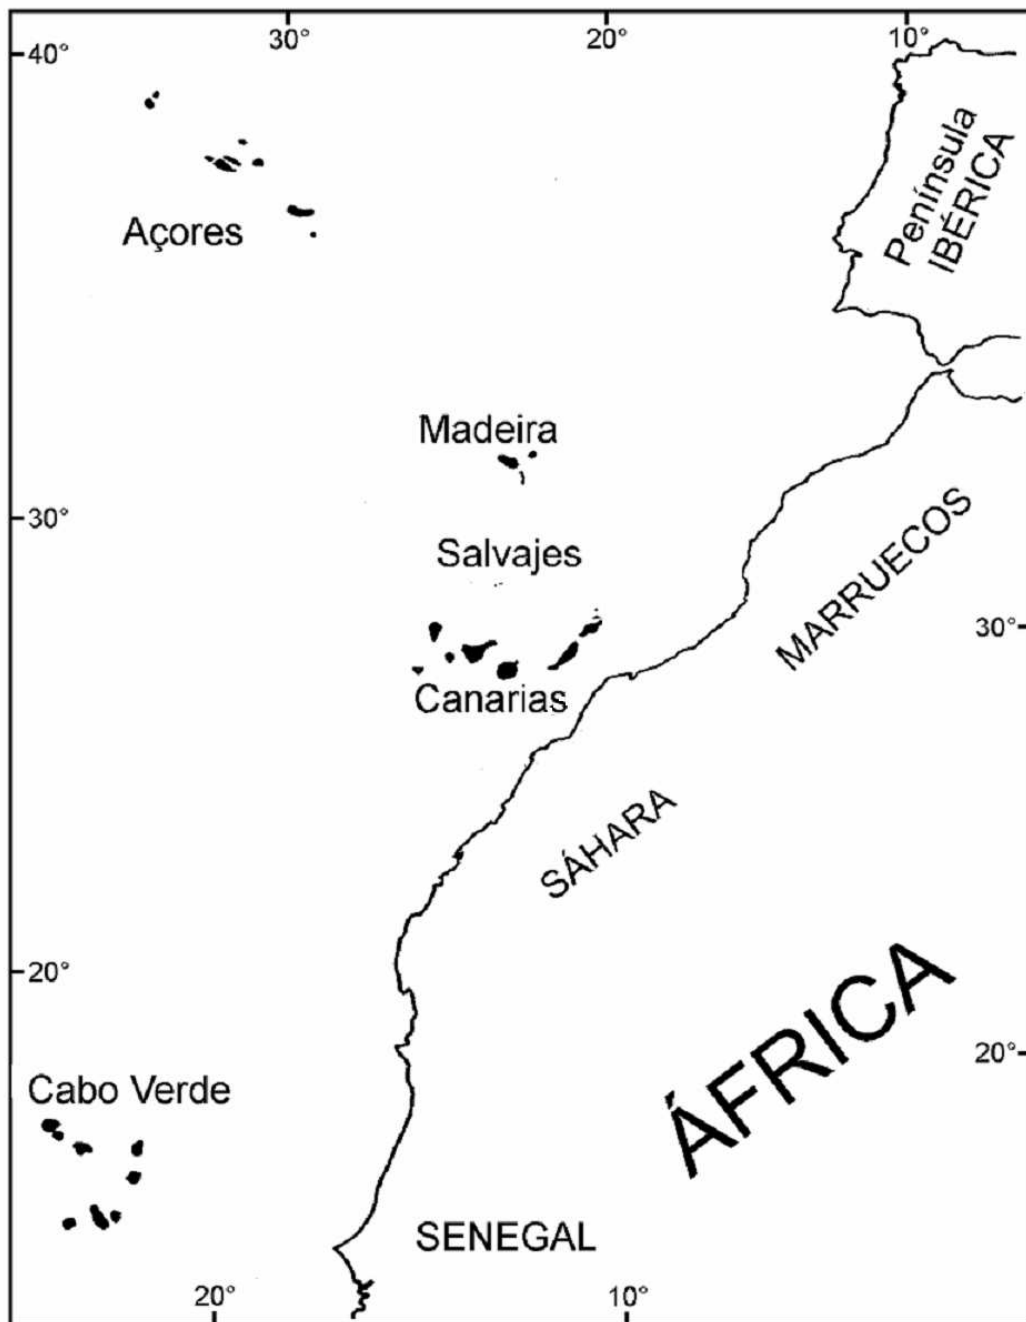 30°
20°
10°
40°
Península
IBÉRICA
Açores
Madeira
30°
Salvajes
MARRUECOS
30°
Canarias
SÁHARA
20°
ÁFRICA
20°
Cabo Verde
SENEGAL
20°
10°